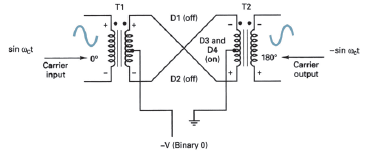 T1
D1 (off)
T2
sin ωct
Carrier
input
0°
+
+
−
−
D3 and
D4
(on)
D2 (off)
−
−
+
+
180°
−sin ωct
Carrier
output
−V (Binary 0)